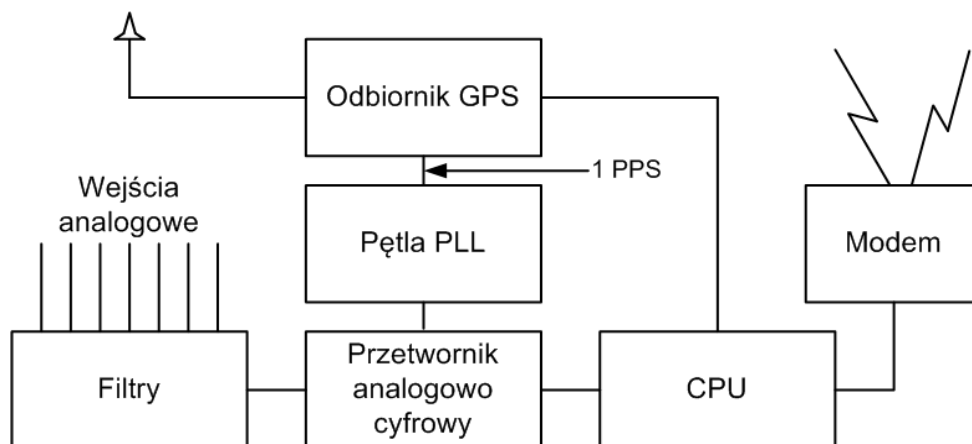 Odbiornik GPS
1 PPS
Wejścia
analogowe
Pętla PLL
Modem
Filtry
Przetwornik
analogowo
cyfrowy
CPU